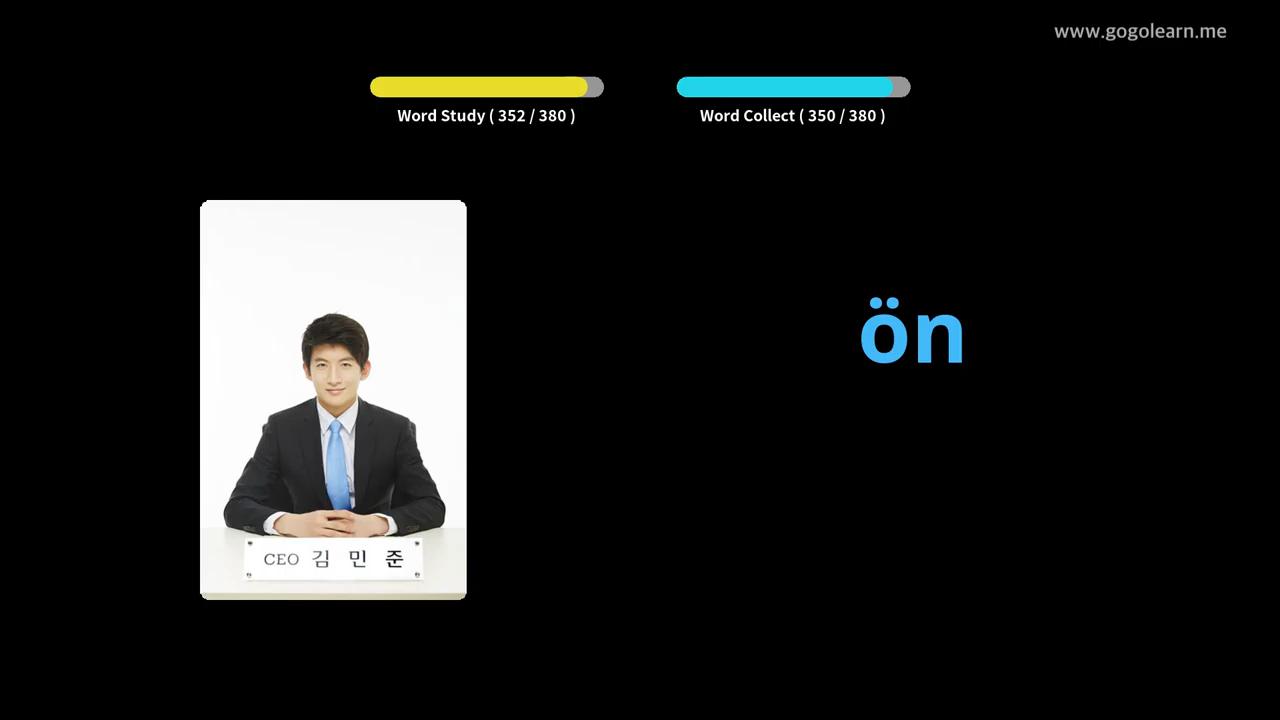 www.gogolearn.me
Word Study ( 352 / 380 )
Word Collect ( 350 / 380 )
ön
CEO 김 민 준